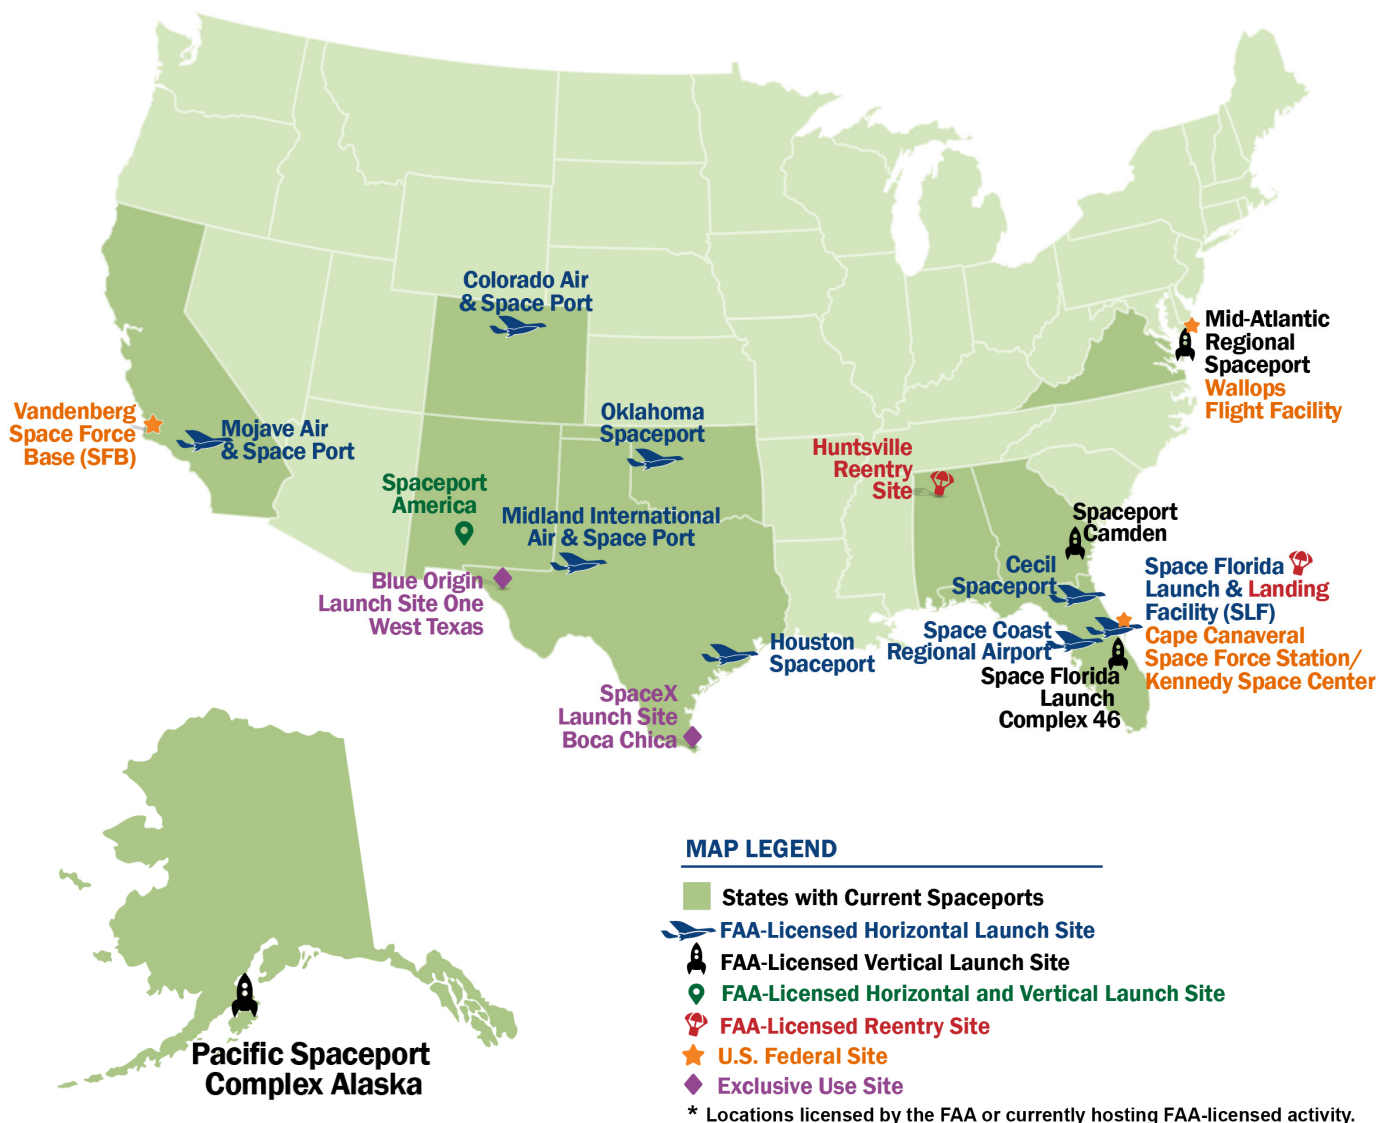 Colorado Air
& Space Port
Mid-Atlantic
Regional
Spaceport
Wallops
Flight Facility
Vandenberg
Space Force
Base (SFB)
Mojave Air
& Space Port
Oklahoma
Spaceport
Huntsville
Reentry
Site
Spaceport
America
Midland International
Air & Space Port
Spaceport
Camden
Cecil
Spaceport
Space Florida
Launch & Landing
Facility (SLF)
Cape Canaveral
Space Force Station/
Kennedy Space Center
Blue Origin
Launch Site One
West Texas
Space Coast
Regional Airport
Houston
Spaceport
Space Florida
Launch
Complex 46
SpaceX
Launch Site
Boca Chica
Pacific Spaceport
Complex Alaska
MAP LEGEND
States with Current Spaceports
FAA-Licensed Horizontal Launch Site
FAA-Licensed Vertical Launch Site
FAA-Licensed Horizontal and Vertical Launch Site
FAA-Licensed Reentry Site
U.S. Federal Site
Exclusive Use Site
* Locations licensed by the FAA or currently hosting FAA-licensed activity.